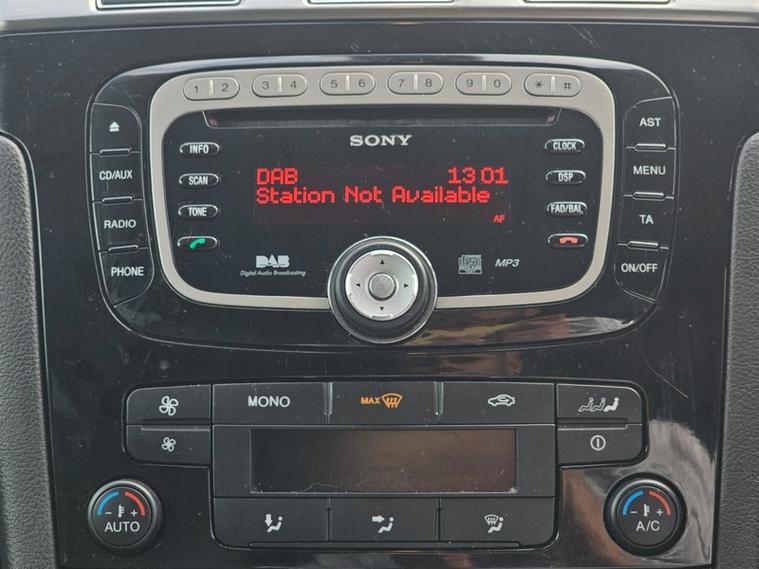 1 2 3 4 5 6 7 8 9 0 * #
SONY
INFO
SCAN
TONE
CD/AUX
RADIO
PHONE
DAB 13 01
Station Not Available
AF
CLOCK
DSP
FAD/BAL
AST
MENU
TA
ON/OFF
DAB
Digital Audio Broadcasting
MP3
MONO
MAX
- +
AUTO
- +
A/C